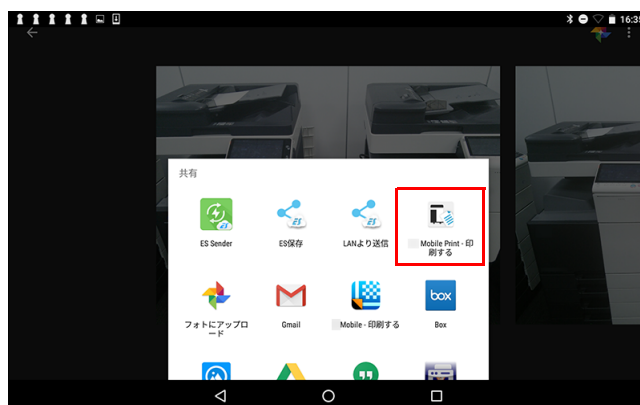 16:35
共有
ES Sender
ES保存
LANより送信
Mobile Print - 印
刷する
フォトにアップロ
ード
Gmail
Mobile - 印刷する
box
Box